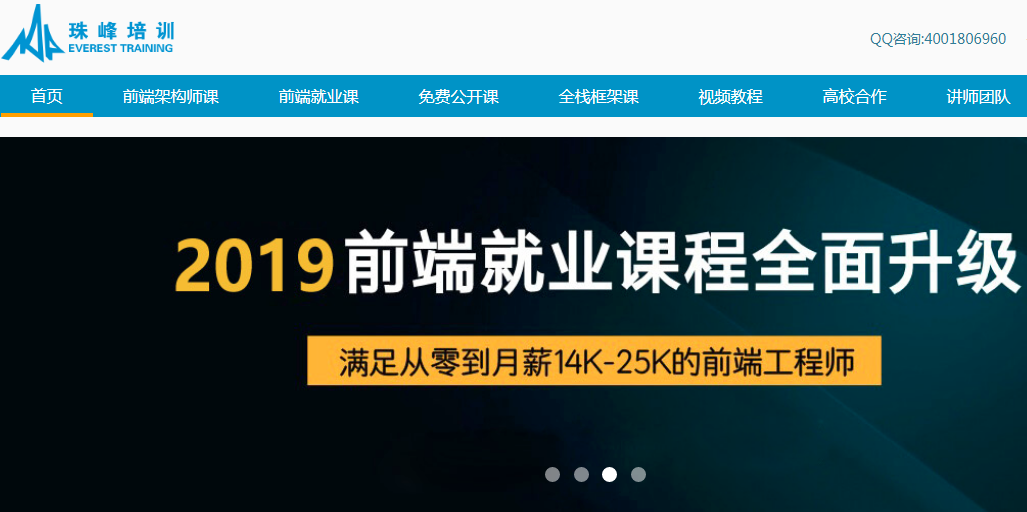 珠峰培训
EVEREST TRAINING
QQ咨询:4001806960
首页 前端架构师课 前端就业课 免费公开课 全栈框架课 视频教程 高校合作 讲师团队
2019前端就业课程全面升级
满足从零到月薪14K-25K的前端工程师